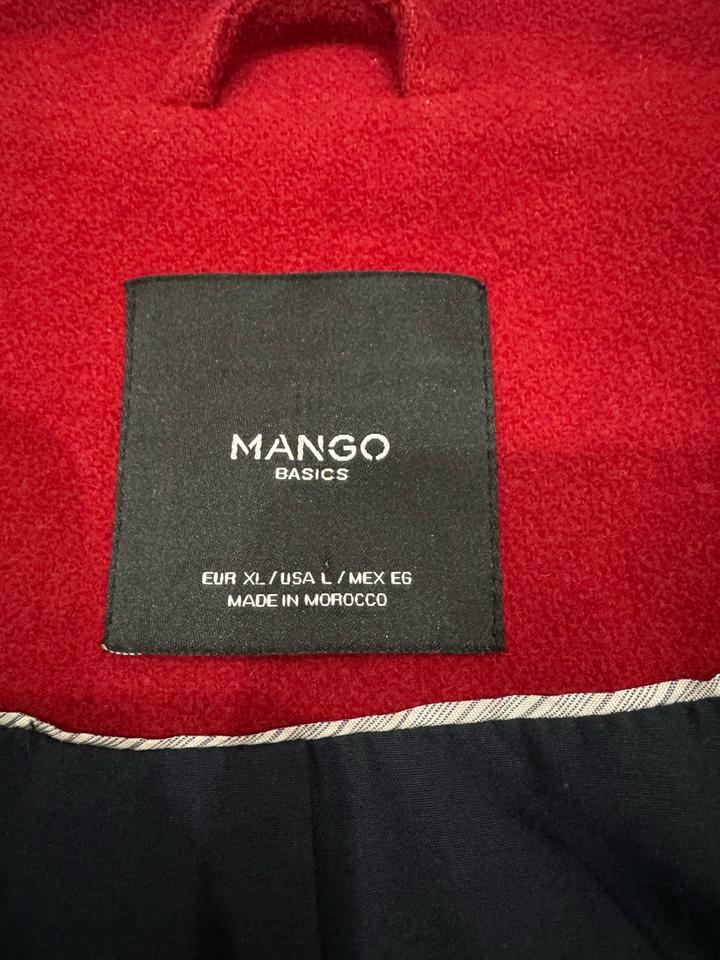 MANGO
BASICS
EUR XL / USA L / MEX EG
MADE IN MOROCCO